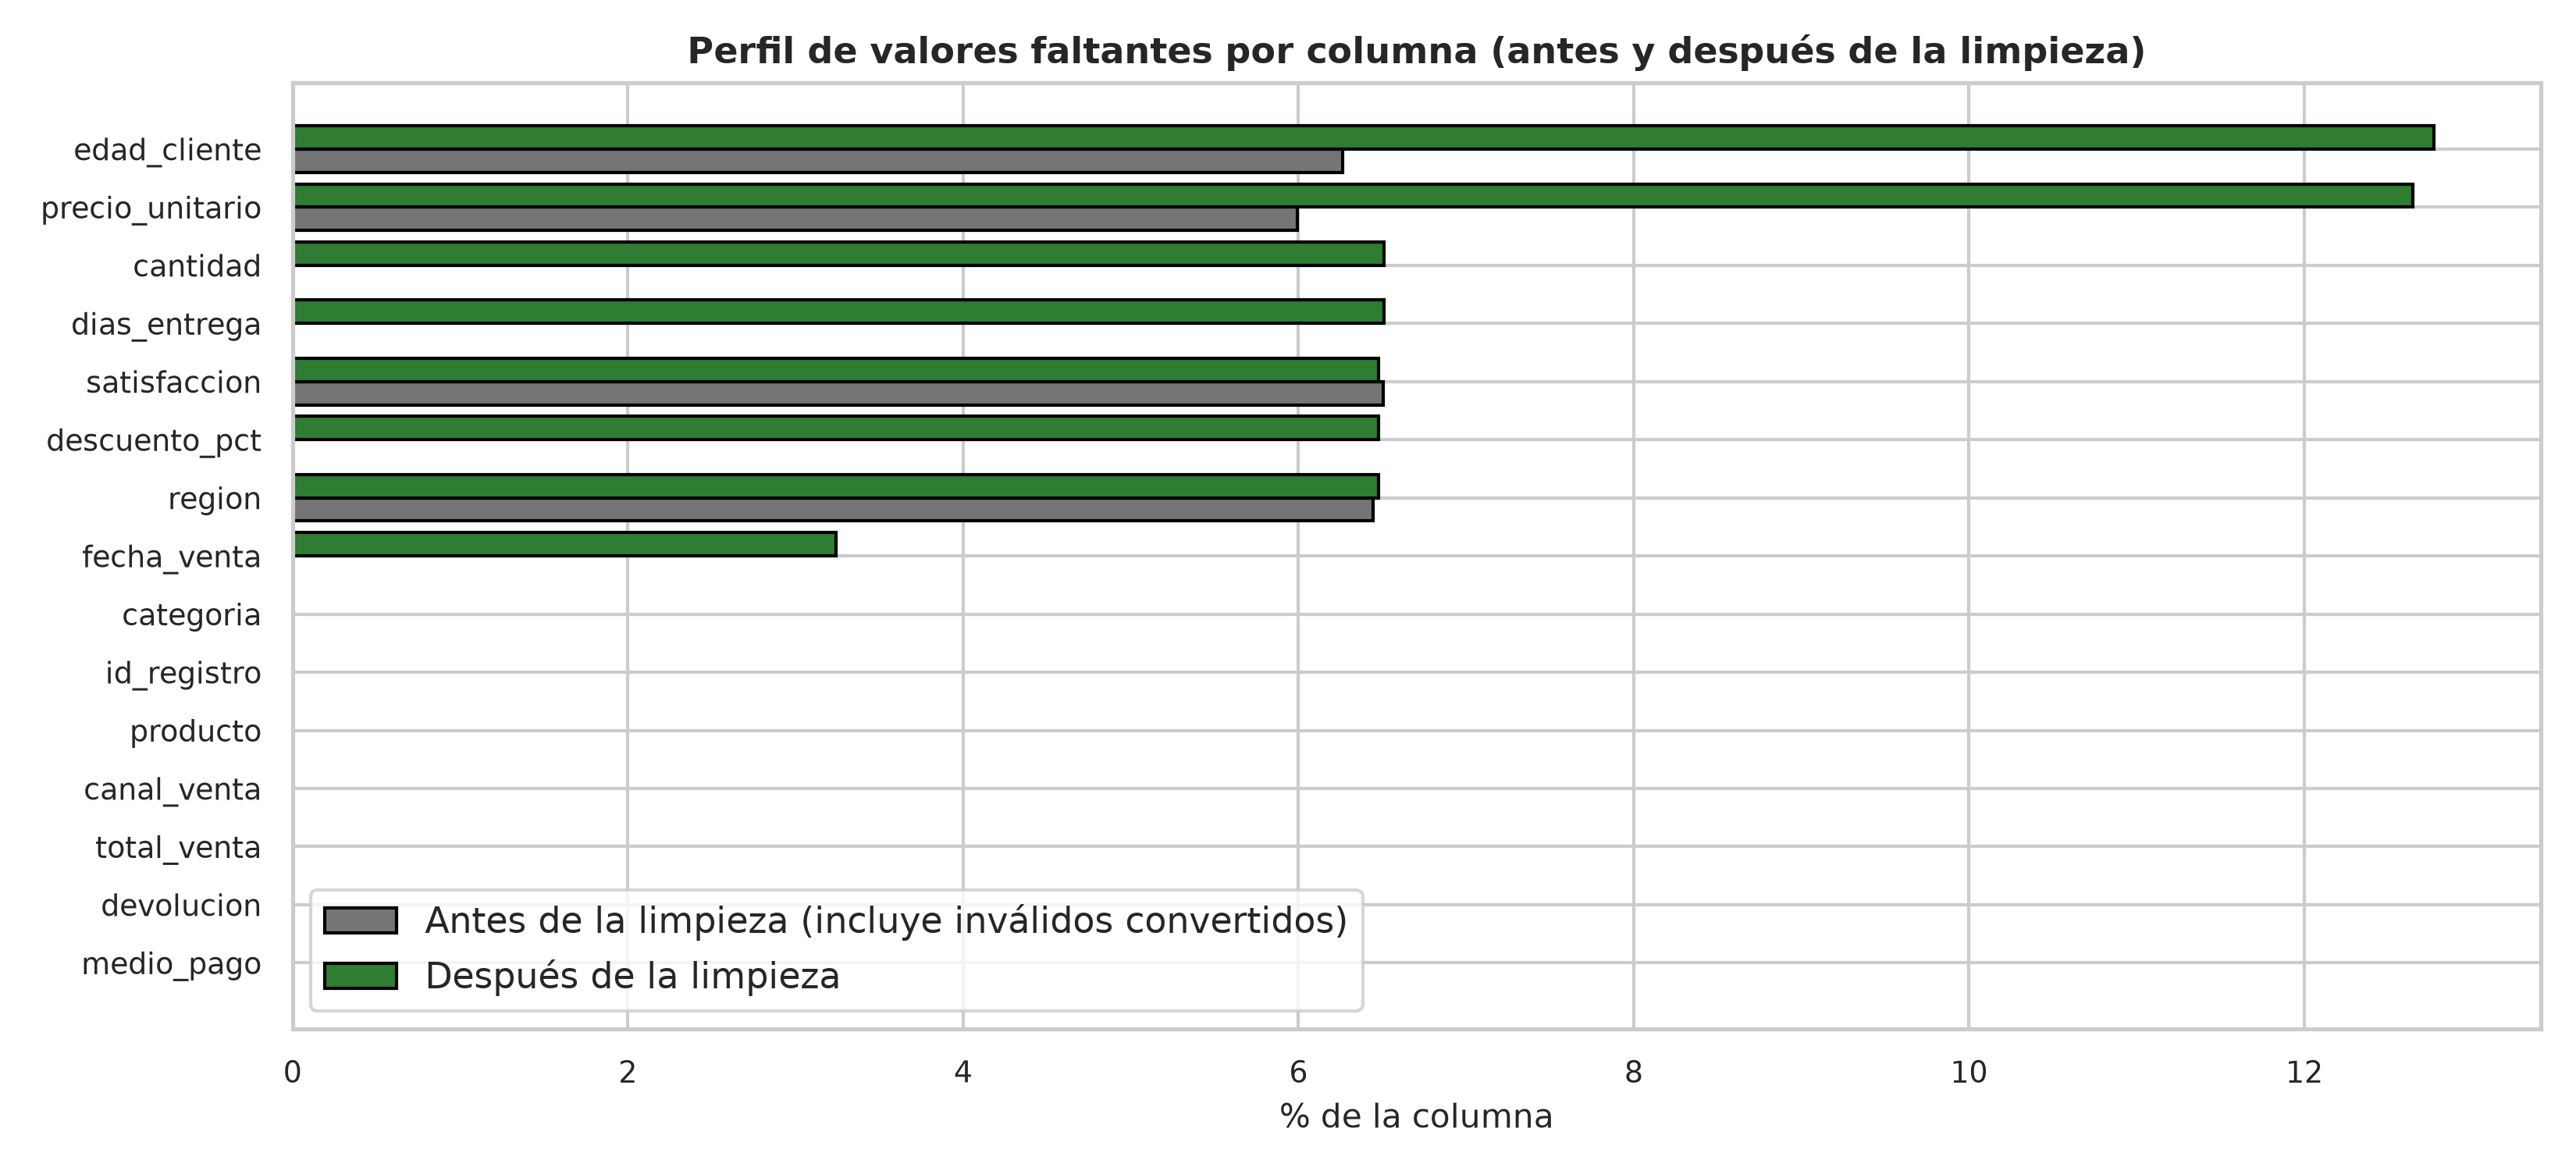 Perfil de valores faltantes por columna (antes y después de la limpieza)
edad_cliente
precio_unitario
cantidad
dias_entrega
satisfaccion
descuento_pct
region
fecha_venta
categoria
id_registro
producto
canal_venta
total_venta
devolucion
medio_pago
Antes de la limpieza (incluye inválidos convertidos)
Después de la limpieza
0 2 4 6 8 10 12
% de la columna